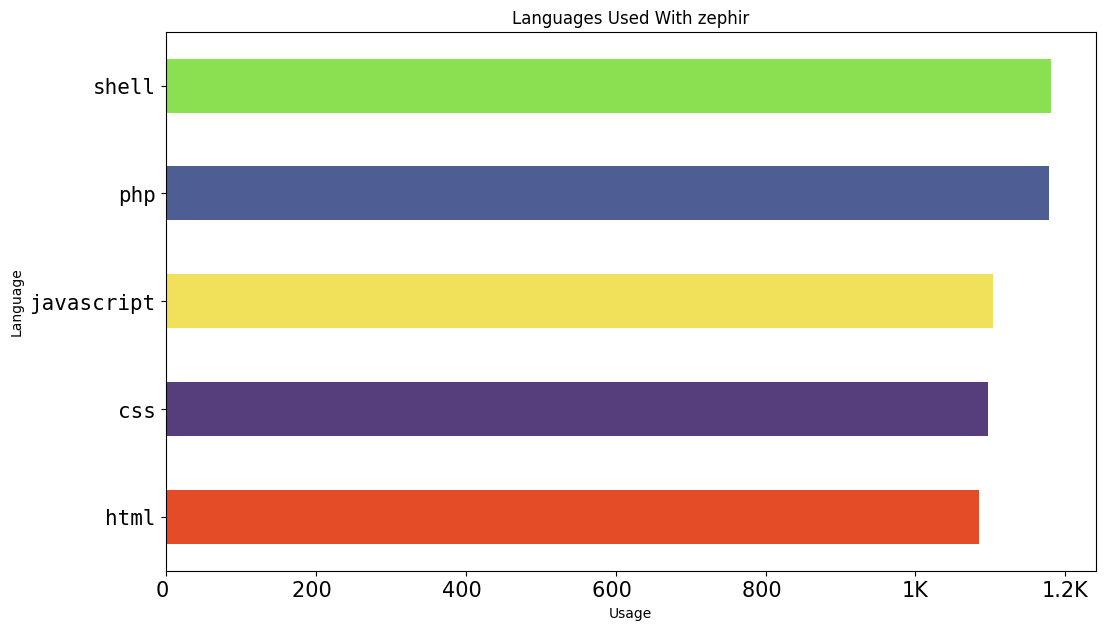 Languages Used With zephir
shell
php
javascript
css
html
Language
0 200 400 600 800 1K 1.2K
Usage